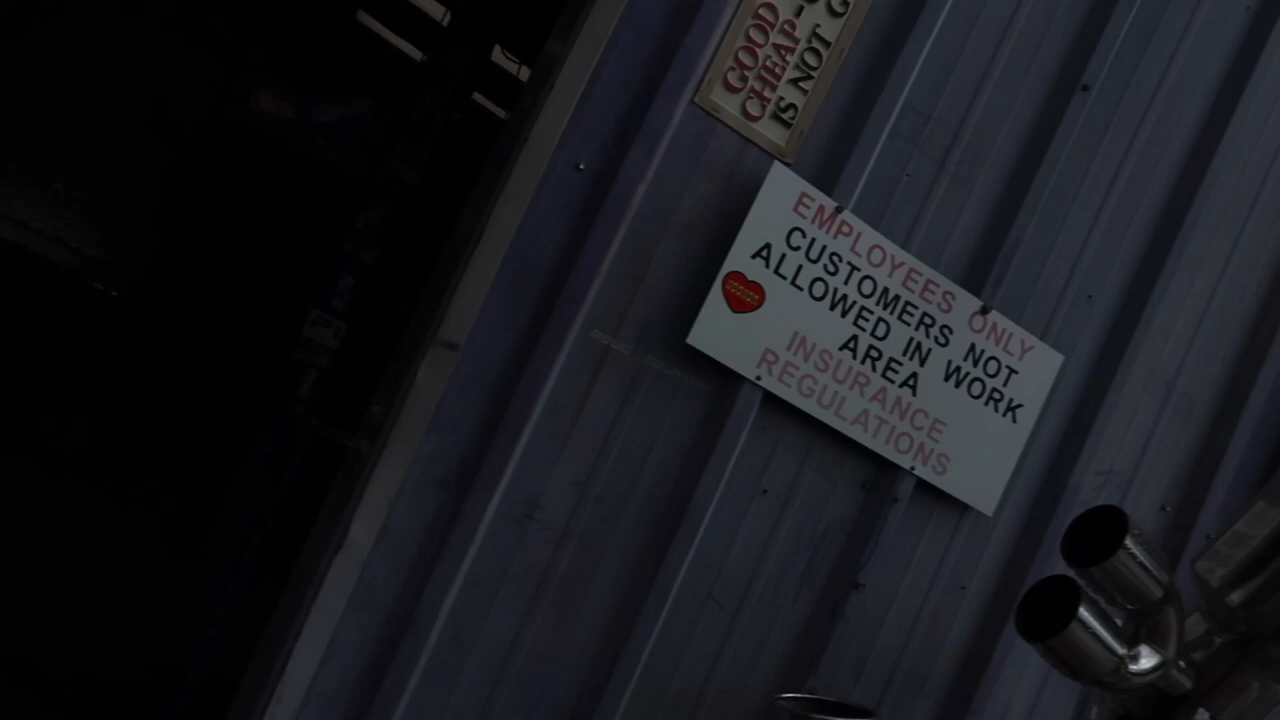 GOOD
CHEAP-
IS NOT G
EMPLOYEES ONLY
CUSTOMERS NOT
ALLOWED IN WORK
AREA
INSURANCE
REGULATIONS